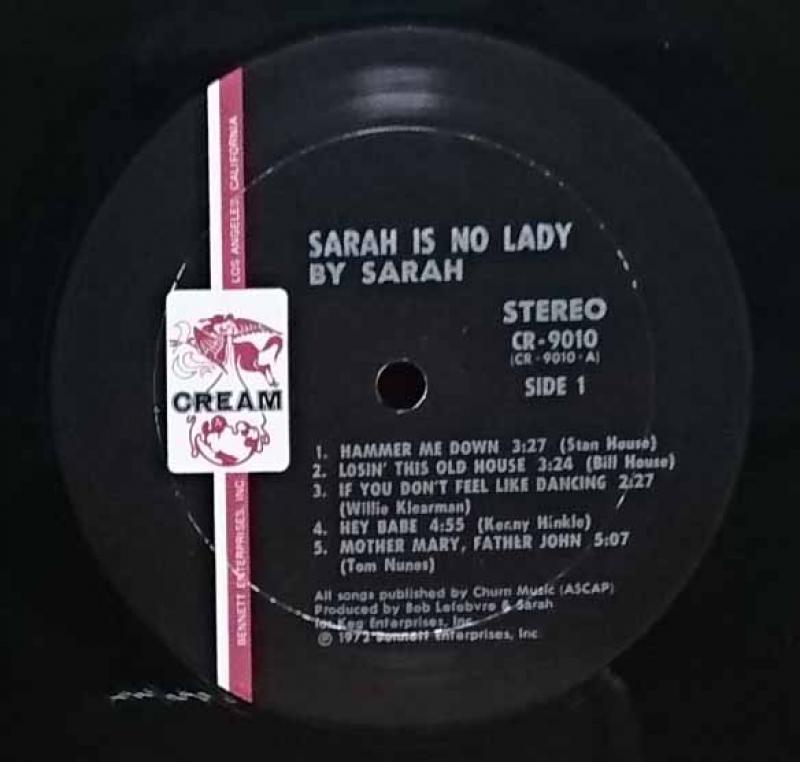 LOS ANGELES, CALIFORNIA
SARAH IS NO LADY
BY SARAH
STEREO
CR-9010
(CR-9010-A)
SIDE 1
CREAM
1. HAMMER ME DOWN 3:27 (Stan House)
2. LOSIN' THIS OLD HOUSE 3:24 (Bill House)
3. IF YOU DON'T FEEL LIKE DANCING 2:27
(Willie Klearman)
4. HEY BABE 4:55 (Kenny Hinkle)
5. MOTHER MARY, FATHER JOHN 5:07
(Tom Nunes)
All songs published by Churn Music (ASCAP)
Produced by Bob Lefebvre & Sarah
for Keg Enterprises, Inc.
℗ 1972 Bennett Enterprises, Inc.
BENNETT ENTERPRISES, INC.